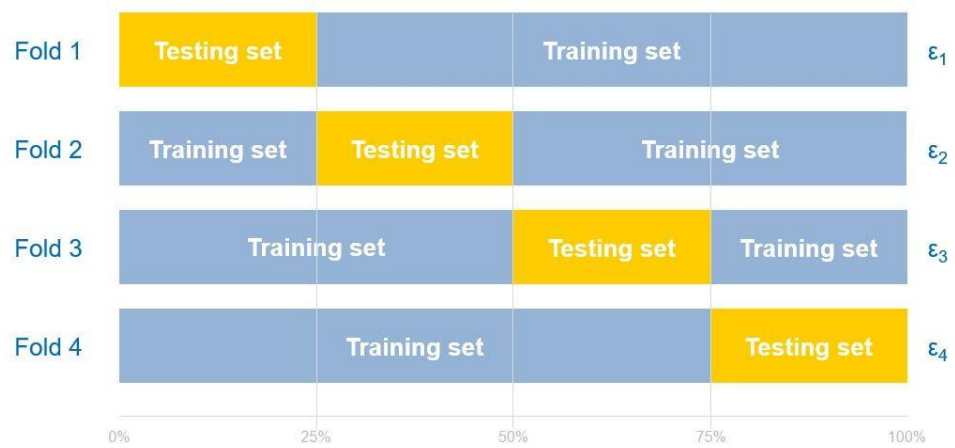 Fold 1 Testing set Training set ε₁
Fold 2 Training set Testing set Training set ε₂
Fold 3 Training set Testing set Training set ε₃
Fold 4 Training set Testing set ε₄
0% 25% 50% 75% 100%